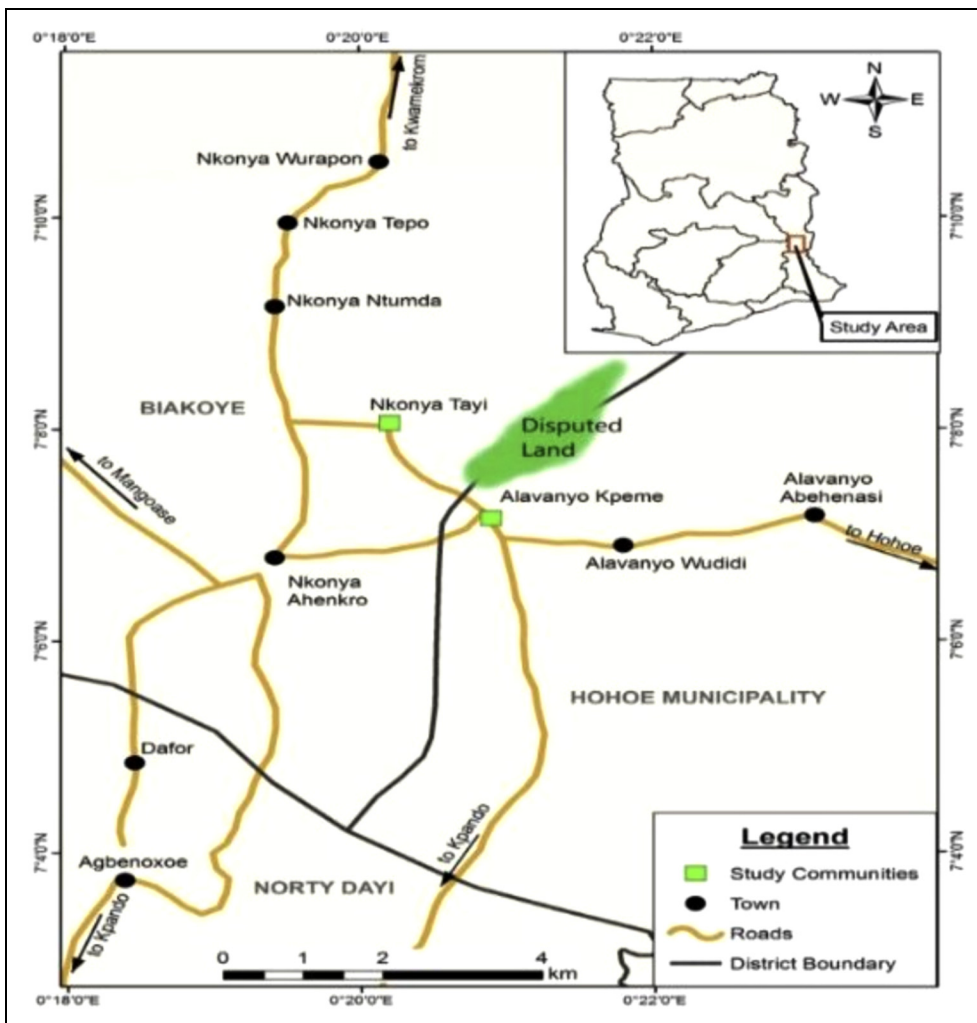 0°18'0"E
0°20'0"E
0°22'0"E
N
W
E
S
to Kwamekrom
Nkonya Wurapon
7°10'0"N
7°10'0"N
Nkonya Tepo
Nkonya Ntumda
Study Area
BIAKOYE
Nkonya Tayi
Disputed
Land
7°8'0"N
7°8'0"N
to Mangoase
Alavanyo Kpeme
Alavanyo
Abehenasi
to Hohoe
Alavanyo Wudidi
Nkonya
Ahenkro
7°6'0"N
7°6'0"N
HOHOE MUNICIPALITY
Dafor
to Kpando
Agbenoxoe
7°4'0"N
7°4'0"N
NORTY DAYI
to Kpando
0 1 2 4
km
Legend
Study Communities
Town
Roads
District Boundary
0°18'0"E
0°20'0"E
0°22'0"E